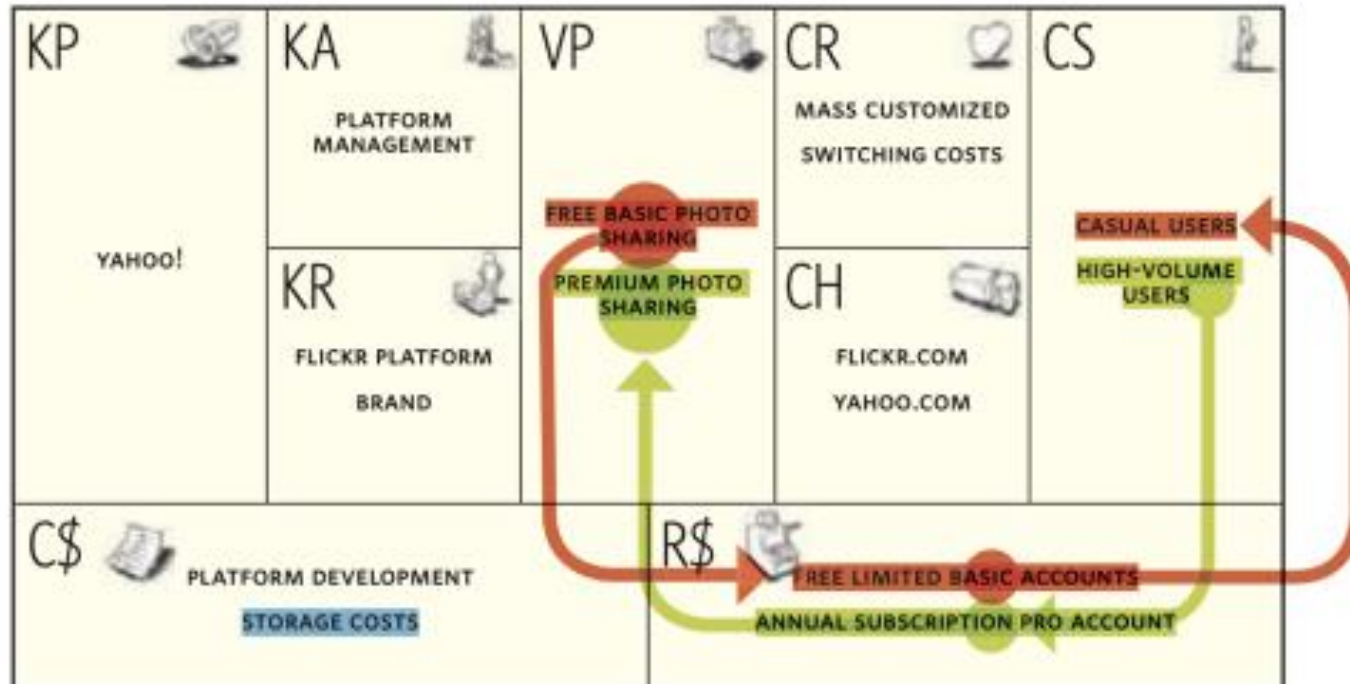 KP
YAHOO!
KA
PLATFORM
MANAGEMENT
KR
FLICKR PLATFORM
BRAND
VP
FREE BASIC PHOTO
SHARING
PREMIUM PHOTO
SHARING
CR
MASS CUSTOMIZED
SWITCHING COSTS
CH
FLICKR.COM
YAHOO.COM
CS
CASUAL USERS
HIGH-VOLUME
USERS
C$
PLATFORM DEVELOPMENT
STORAGE COSTS
R$
FREE LIMITED BASIC ACCOUNTS
ANNUAL SUBSCRIPTION PRO ACCOUNT